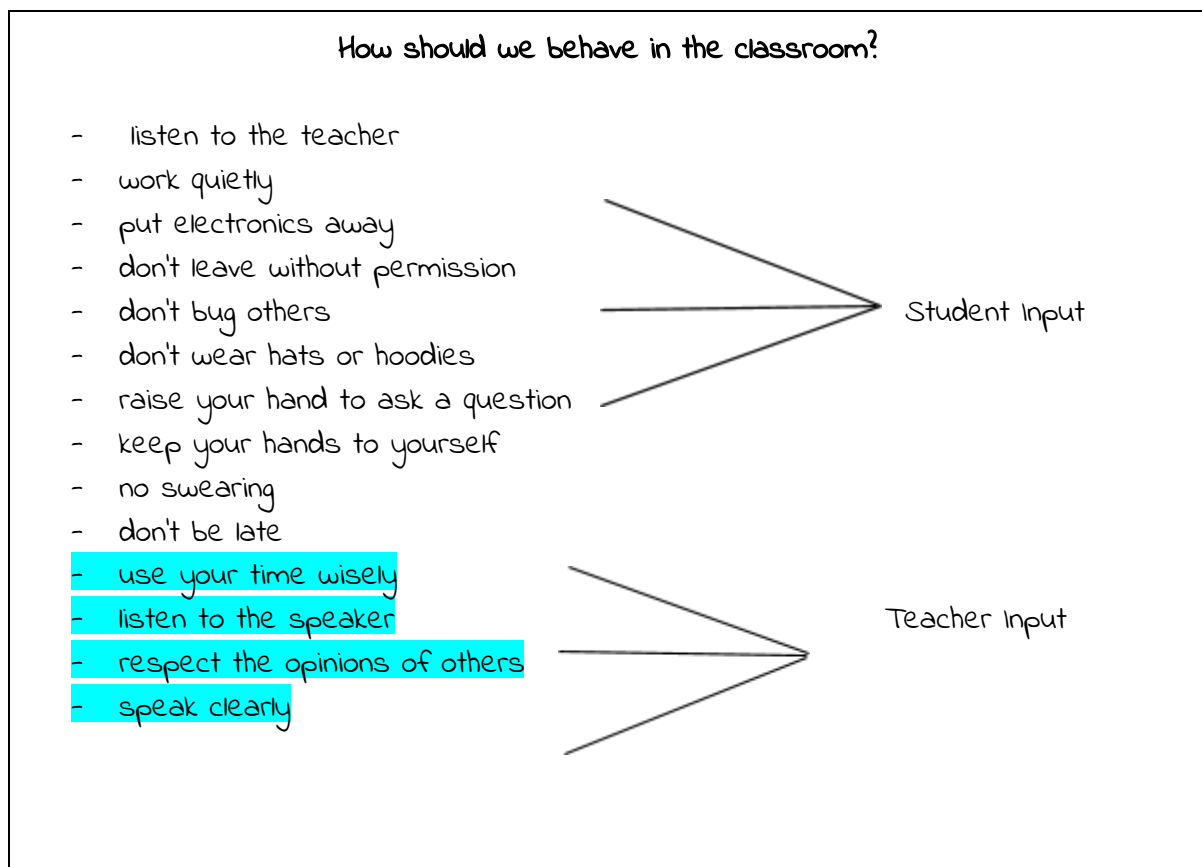 How should we behave in the classroom?
- listen to the teacher
- work quietly
- put electronics away
- don't leave without permission
- don't bug others
Student Input
- don't wear hats or hoodies
- raise your hand to ask a question
- keep your hands to yourself
- no swearing
- don't be late
- use your time wisely
- listen to the speaker
Teacher Input
- respect the opinions of others
- speak clearly